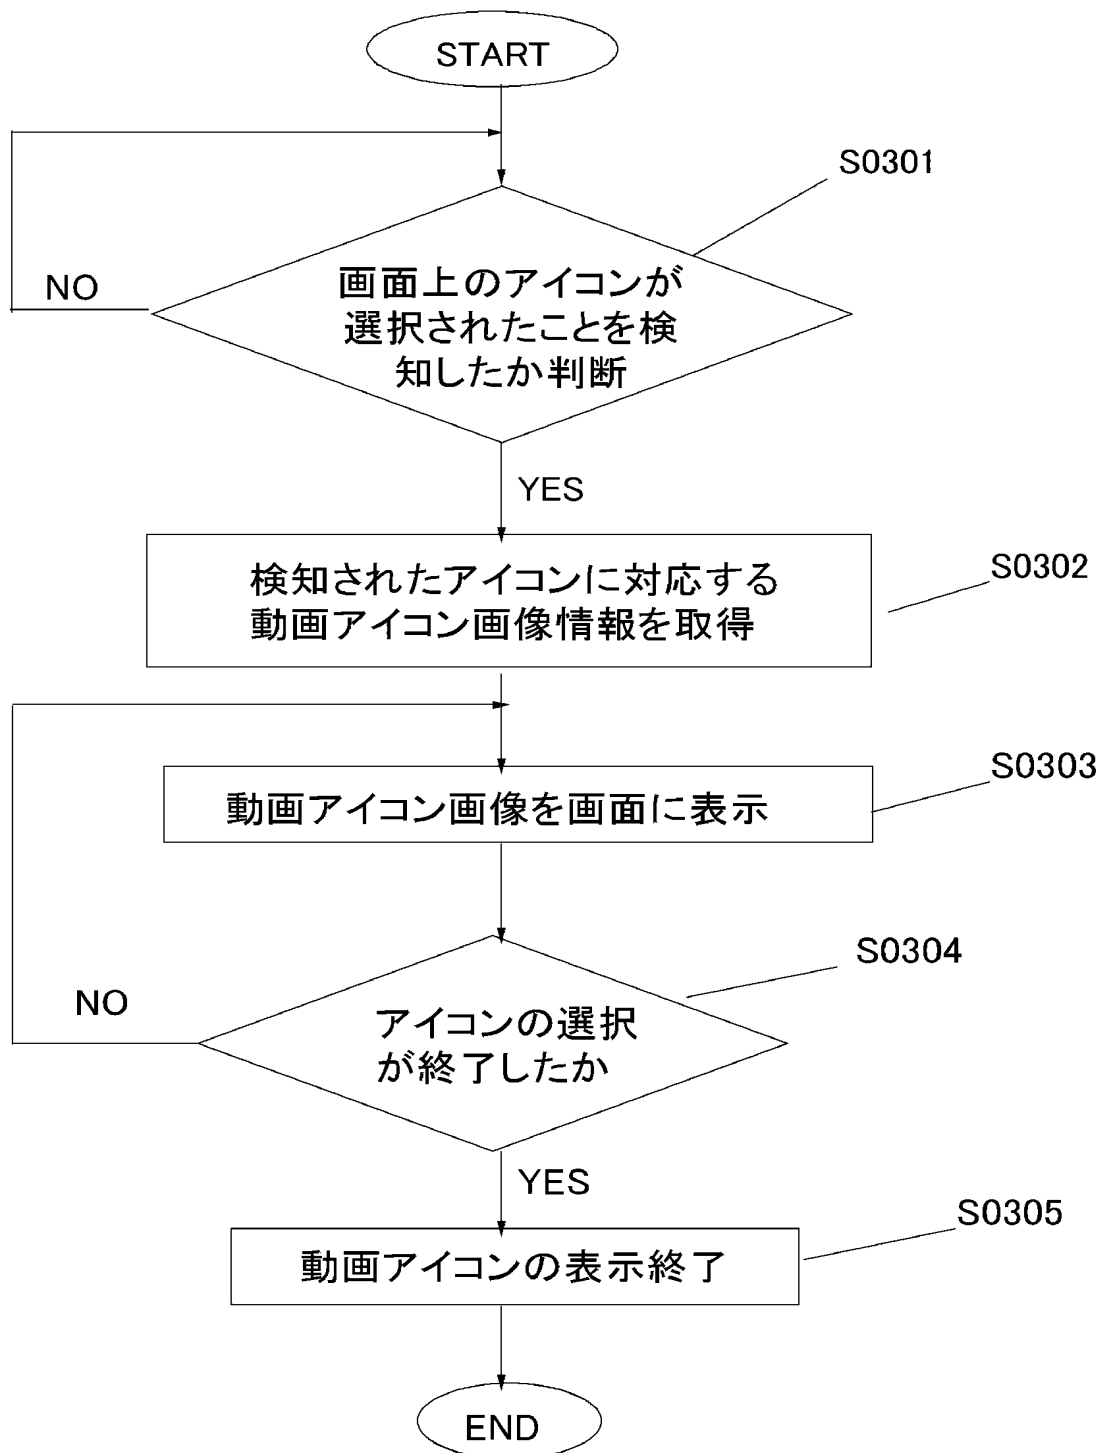 START
S0301
NO
画面上のアイコンが
選択されたことを検
知したか判断
YES
S0302
検知されたアイコンに対応する
動画アイコン画像情報を取得
S0303
動画アイコン画像を画面に表示
S0304
NO
アイコンの選択
が終了したか
YES
S0305
動画アイコンの表示終了
END